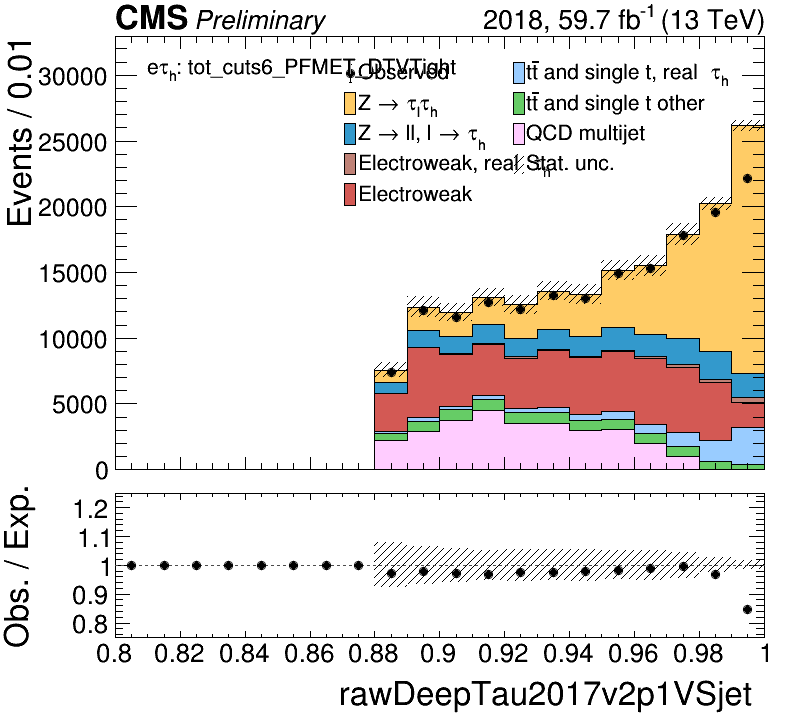 CMS Preliminary 2018, 59.7 fb⁻¹ (13 TeV)
Events / 0.01
30000
25000
20000
15000
10000
5000
0
eτₕ: tot_cuts6_PFMET_DTVTight
Observed
Z → τₗτₕ
Z → ll, l → τₕ
Electroweak, real τₕ
Electroweak
tt̄ and single t, real τₕ
tt̄ and single t other
QCD multijet
Stat. unc.
Obs. / Exp.
1.2
1.1
1
0.9
0.8
0.8 0.82 0.84 0.86 0.88 0.9 0.92 0.94 0.96 0.98 1
rawDeepTau2017v2p1VSjet